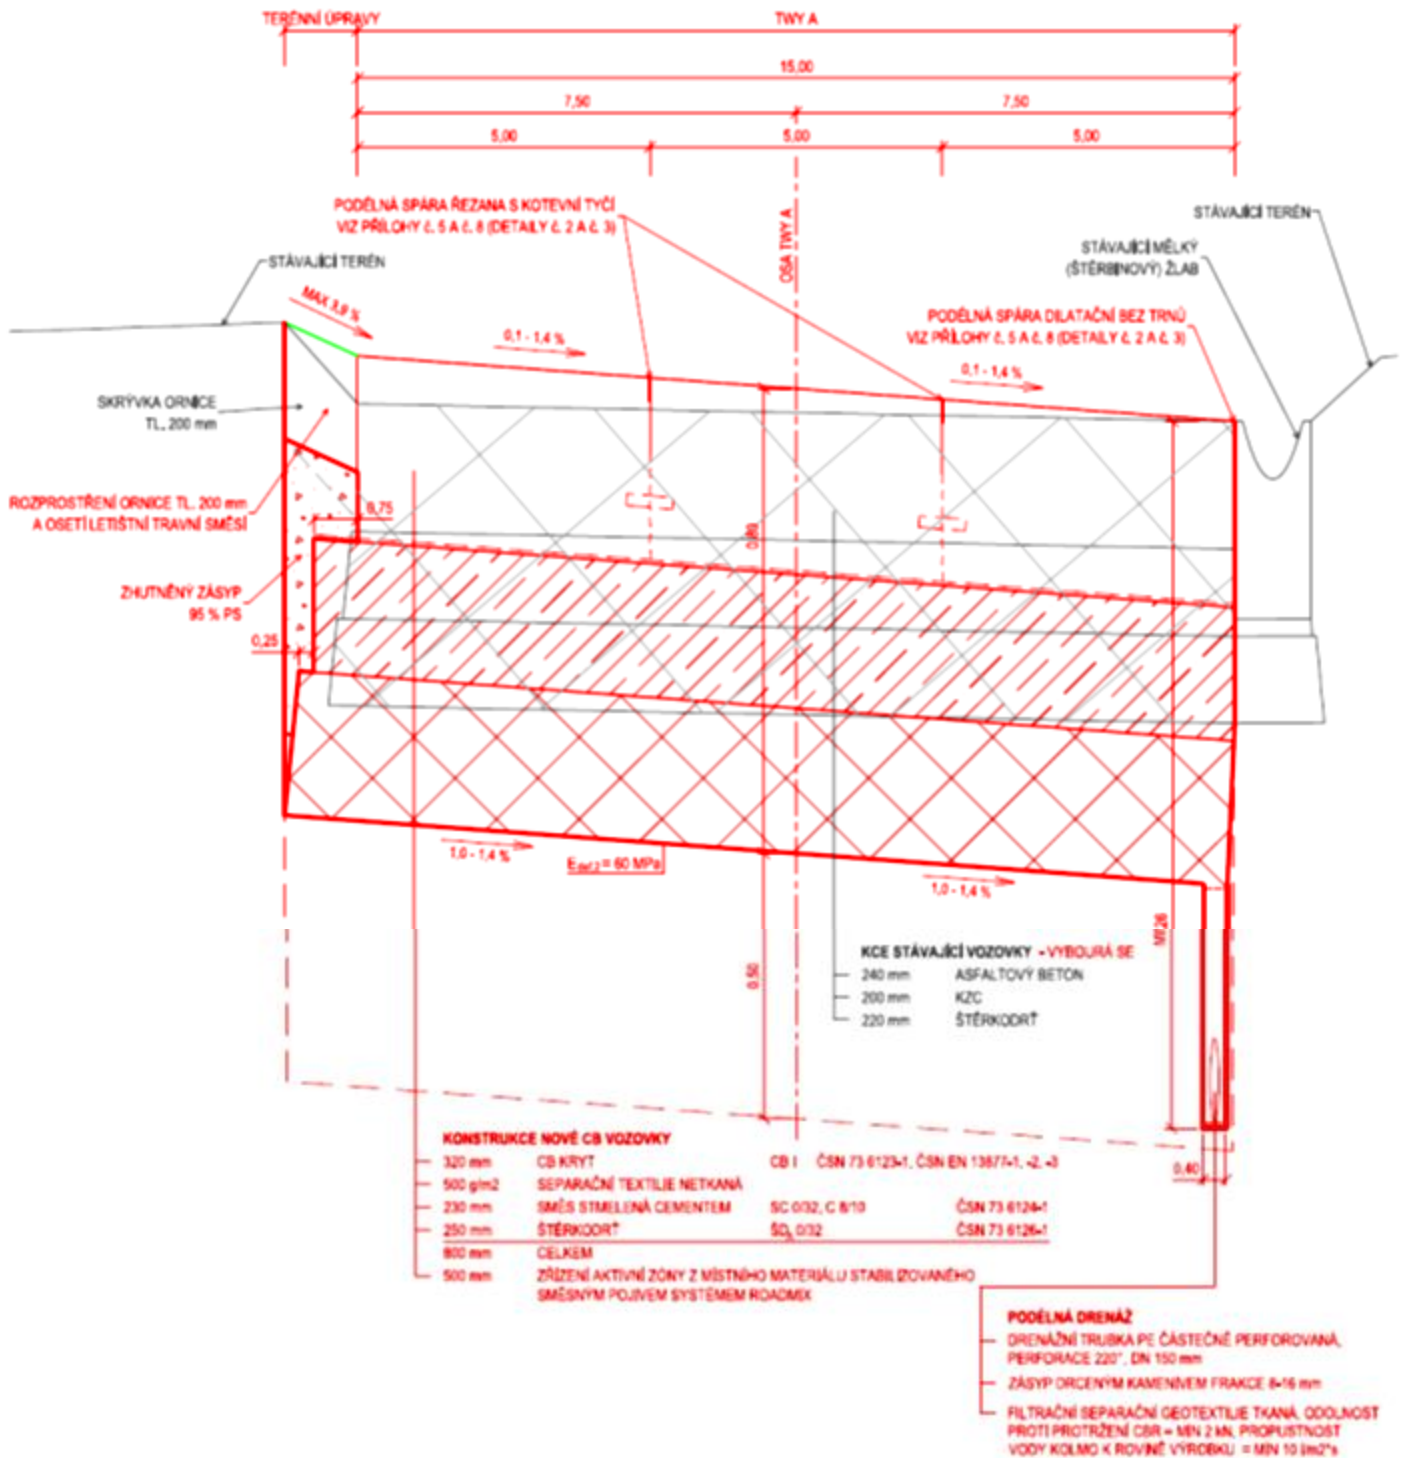 TERÉNNÍ ÚPRAVY
TWY A
15,00
7,50
7,50
5,00
5,00
5,00
PODÉLNÁ SPÁRA ŘEZANÁ S KOTEVNÍ TYČÍ
VIZ PŘÍLOHY č. 5 A č. 8 (DETAILY č. 2 A č. 3)
OSA TWY A
STÁVAJÍCÍ TERÉN
STÁVAJÍCÍ MĚLKÝ
(ŠTĚRBINOVÝ) ŽLAB
STÁVAJÍCÍ TERÉN
MAX 3,9 %
0,1 - 1,4 %
PODÉLNÁ SPÁRA DILATAČNÍ BEZ TRNŮ
VIZ PŘÍLOHY č. 5 A č. 8 (DETAILY č. 2 A č. 3)
0,1 - 1,4 %
SKRÝVKA ORNICE
TL. 200 mm
ROZPROSTŘENÍ ORNICE TL. 200 mm
A OSETÍ LETIŠTNÍ TRAVNÍ SMĚSÍ
0,75
ZHUTNĚNÝ ZÁSYP
95 % PS
0,25
1,0 - 1,4 %
= 60 MPa
1,0 - 1,4 %
0,50
KCE STÁVAJÍCÍ VOZOVKY - VYBOURÁ SE
240 mm ASFALTOVÝ BETON
200 mm KZC
220 mm ŠTĚRKODRŤ
KONSTRUKCE NOVÉ CB VOZOVKY
320 mm CB KRYT CB I ČSN 73 6123-1, ČSN EN 13877-1, -2, -3
500 g/m2 SEPARAČNÍ TEXTILIE NETKANÁ
230 mm SMĚS STMELENÁ CEMENTEM SC 0/32, C 8/10 ČSN 73 6124-1
250 mm ŠTĚRKODRŤ ŠDA 0/32 ČSN 73 6126-1
800 mm CELKEM
500 mm ZŘÍZENÍ AKTIVNÍ ZÓNY Z MÍSTNÍHO MATERIÁLU STABILIZOVANÉHO
SMĚSNÝM POJIVEM SYSTÉMEM ROADMIX
0,40
PODÉLNÁ DRENÁŽ
DRENÁŽNÍ TRUBKA PE ČÁSTEČNĚ PERFOROVANÁ,
PERFORACE 220°, DN 150 mm
ZÁSYP DRCENÝM KAMENIVEM FRAKCE 8-16 mm
FILTRAČNÍ SEPARAČNÍ GEOTEXTILIE TKANÁ, ODOLNOST
PROTI PROTRŽENÍ CBR = MIN 2 kN, PROPUSTNOST
VODY KOLMO K ROVINĚ VÝROBKU = MIN 10 l/m2*s